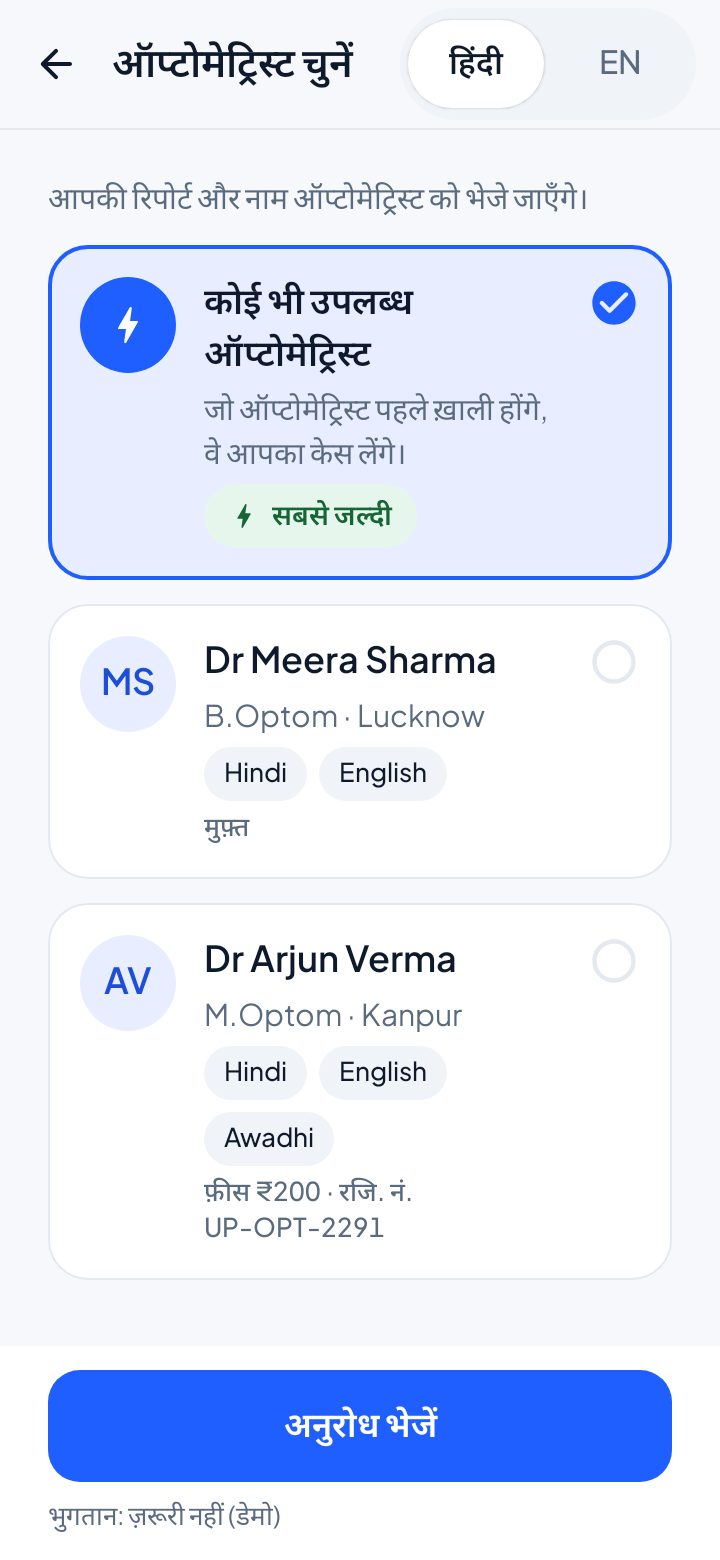 ऑप्टोमेट्रिस्ट चुनें
हिंदी
EN
आपकी रिपोर्ट और नाम ऑप्टोमेट्रिस्ट को भेजे जाएँगे।
कोई भी उपलब्ध
ऑप्टोमेट्रिस्ट
जो ऑप्टोमेट्रिस्ट पहले ख़ाली होंगे,
वे आपका केस लेंगे।
सबसे जल्दी
MS
Dr Meera Sharma
B.Optom · Lucknow
Hindi
English
मुफ़्त
AV
Dr Arjun Verma
M.Optom · Kanpur
Hindi
English
Awadhi
फ़ीस ₹200 · रजि. नं.
UP-OPT-2291
अनुरोध भेजें
भुगतान: ज़रूरी नहीं (डेमो)